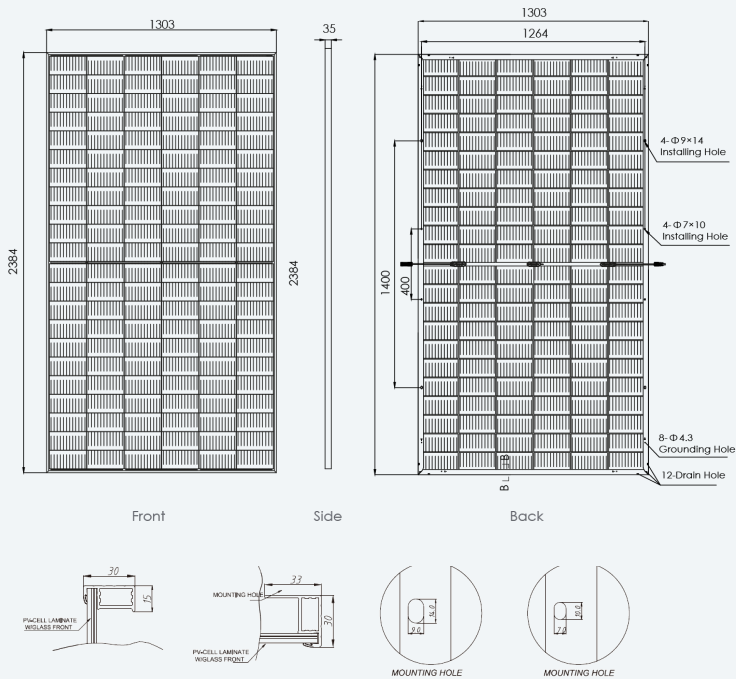 1303
35
1303
1264
2384
2384
1400
400
4-Φ9×14
Installing Hole
4-Φ7×10
Installing Hole
8-Φ4.3
Grounding Hole
12-Drain Hole
B
B
Front
Side
Back
30
15
PV-CELL LAMINATE
W/GLASS FRONT
33
MOUNTING HOLE
30
PV-CELL LAMINATE
W/GLASS FRONT
14.0
9.0
MOUNTING HOLE
10.0
7.0
MOUNTING HOLE